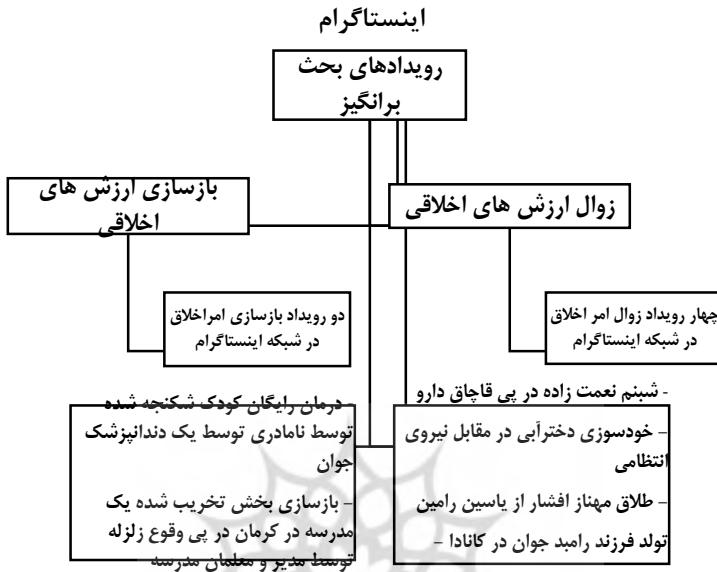 اینستاگرام
رویدادهای بحث
برانگیز
زوال ارزش های اخلاقی
بازسازی ارزش های
اخلاقی
چهار رویداد زوال امر اخلاق
در شبکه اینستاگرام
دو رویداد بازسازی امراخلاق
در شبکه اینستاگرام
- شبنم نعمت زاده در پی قاچاق دارو
– خودسوزی دخترآبی در مقابل نیروی
انتظامی
– طلاق مهناز افشار از یاسین رامین
تولد فرزند رامبد جوان در کانادا –
– درمان رایگان کودک شکنجه شده
توسط نامادری توسط یک دندانپزشک
جوان
– بازسازی بخش تخریب شده یک
مدرسه در کرمان در پی وقوع زلزله
توسط مدیر و معلمان مدرسه